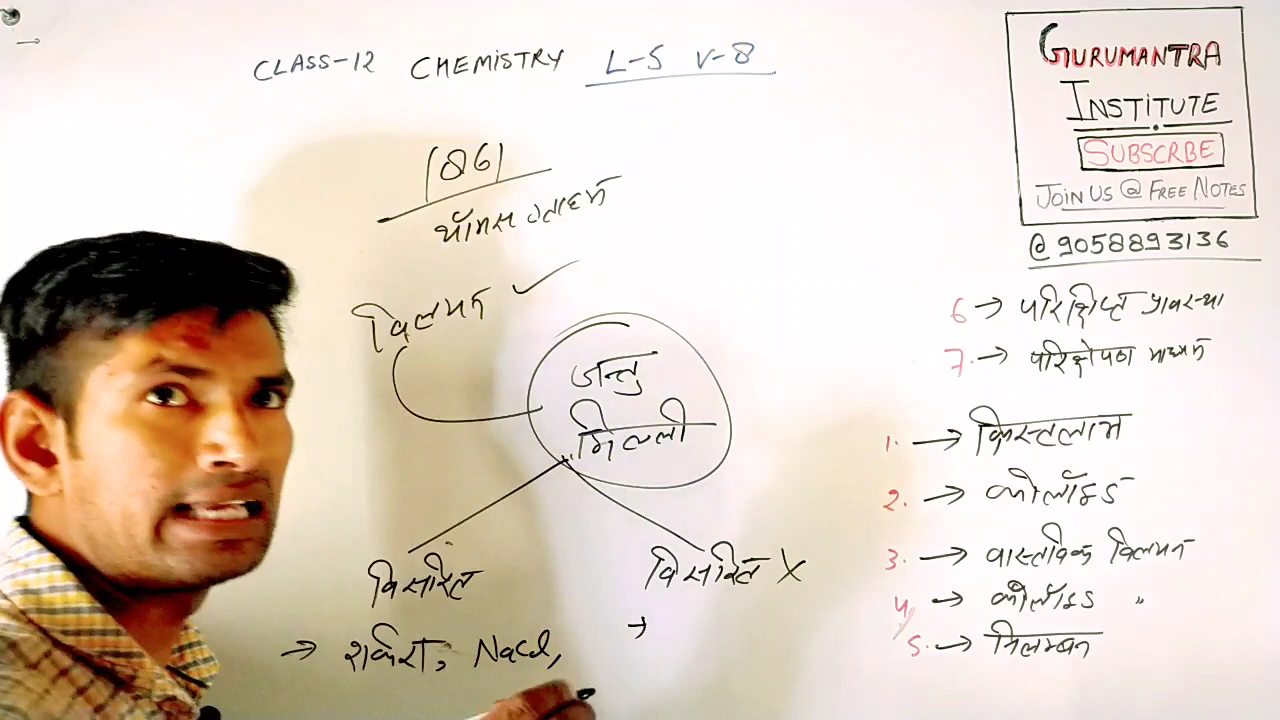 CLASS-12 CHEMISTRY L-5 V-8
GURUMANTRA
INSTITUTE
SUBSCRBE
JOIN US @ FREE NOTES
@ 9058893136
(86)
थॉमस ग्राहम
विलयन ✓
जन्तु
झिल्ली
विसरित
विसरित X
→ शर्करा, Nacl,
→
6 → परिक्षिप्त प्रावस्था
7. → परिक्षेपण माध्यम
1. → क्रिस्टलाभ
2. → कोलॉइड
3. → वास्तविक विलयन
4 → कोलॉइड "
5. → निलम्बन